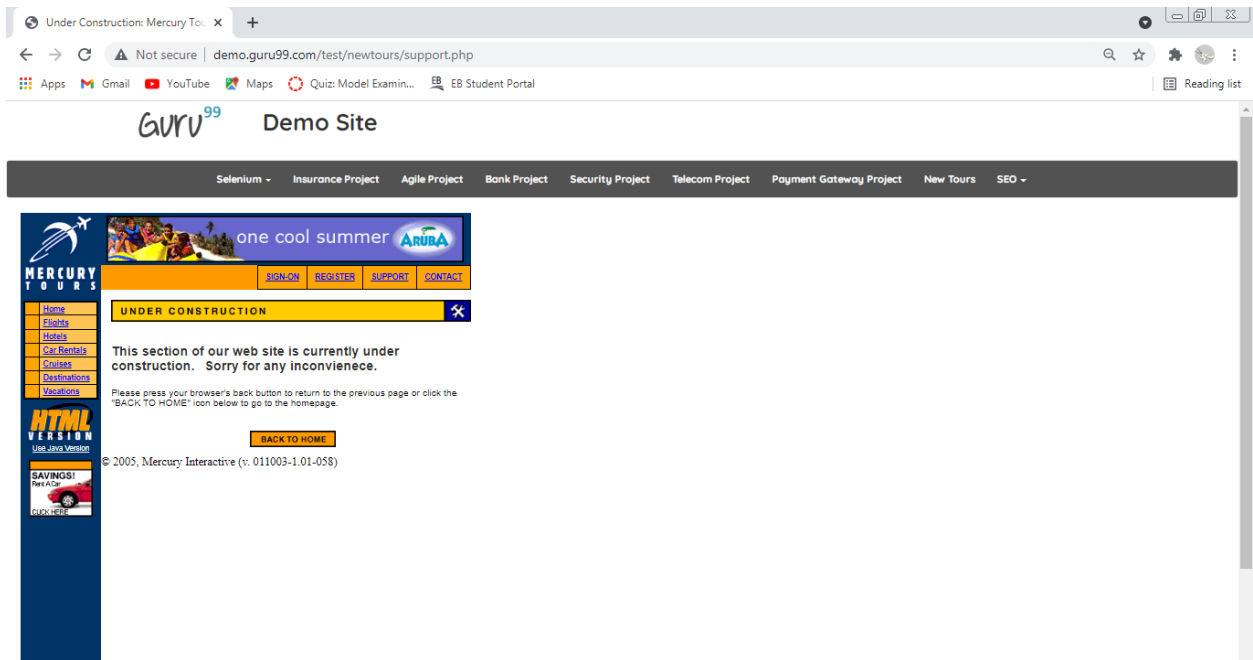 Under Construction: Mercury Tou
Not secure | demo.guru99.com/test/newtours/support.php
Apps Gmail YouTube Maps Quiz: Model Examin... EB EB Student Portal Reading list
Guru99 Demo Site
Selenium Insurance Project Agile Project Bank Project Security Project Telecom Project Payment Gateway Project New Tours SEO
one cool summer ARUBA
MERCURY
TOURS
SIGN-ON REGISTER SUPPORT CONTACT
Home
Flights
Hotels
Car Rentals
Cruises
Destinations
Vacations
HTML
VERSION
Use Java Version
SAVINGS!
Rent A Car
CLICK HERE
UNDER CONSTRUCTION
This section of our web site is currently under
construction. Sorry for any inconvienece.
Please press your browser's back button to return to the previous page or click the
"BACK TO HOME" icon below to go to the homepage.
BACK TO HOME
© 2005, Mercury Interactive (v. 011003-1.01-058)